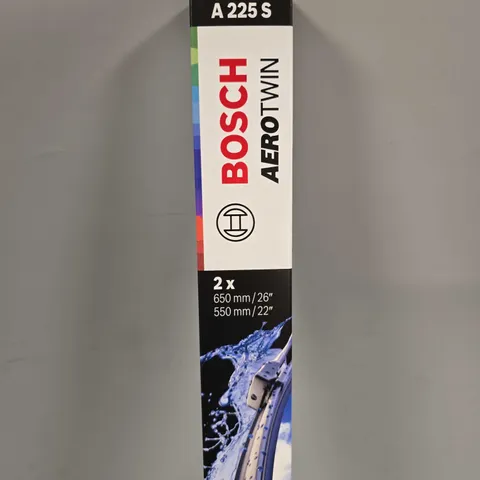 A 225 S
BOSCH
AEROTWIN
2 x
650 mm / 26"
550 mm / 22"